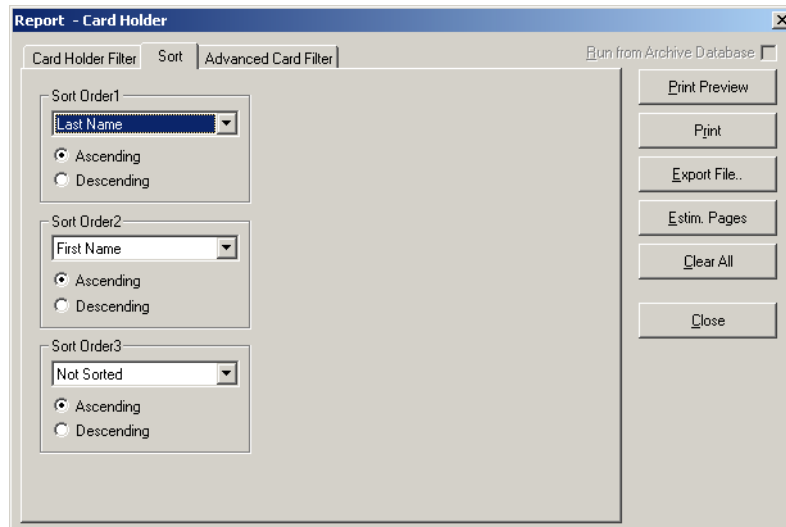 Report - Card Holder
Card Holder Filter Sort Advanced Card Filter
Run from Archive Database
Sort Order1
Last Name
Ascending
Descending
Sort Order2
First Name
Ascending
Descending
Sort Order3
Not Sorted
Ascending
Descending
Print Preview
Print
Export File..
Estim. Pages
Clear All
Close